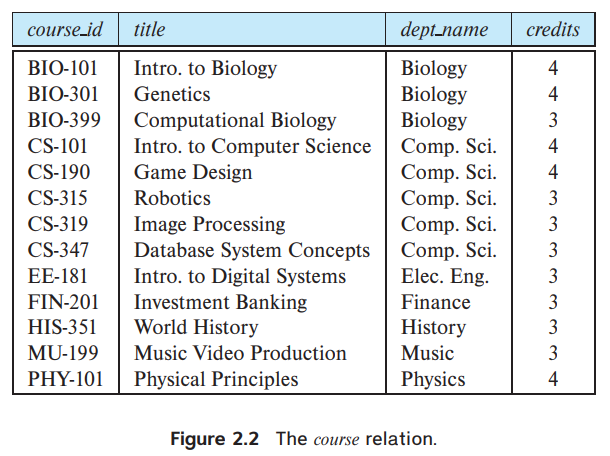 course_id title dept_name credits
BIO-101 Intro. to Biology Biology 4
BIO-301 Genetics Biology 4
BIO-399 Computational Biology Biology 3
CS-101 Intro. to Computer Science Comp. Sci. 4
CS-190 Game Design Comp. Sci. 4
CS-315 Robotics Comp. Sci. 3
CS-319 Image Processing Comp. Sci. 3
CS-347 Database System Concepts Comp. Sci. 3
EE-181 Intro. to Digital Systems Elec. Eng. 3
FIN-201 Investment Banking Finance 3
HIS-351 World History History 3
MU-199 Music Video Production Music 3
PHY-101 Physical Principles Physics 4
Figure 2.2 The course relation.